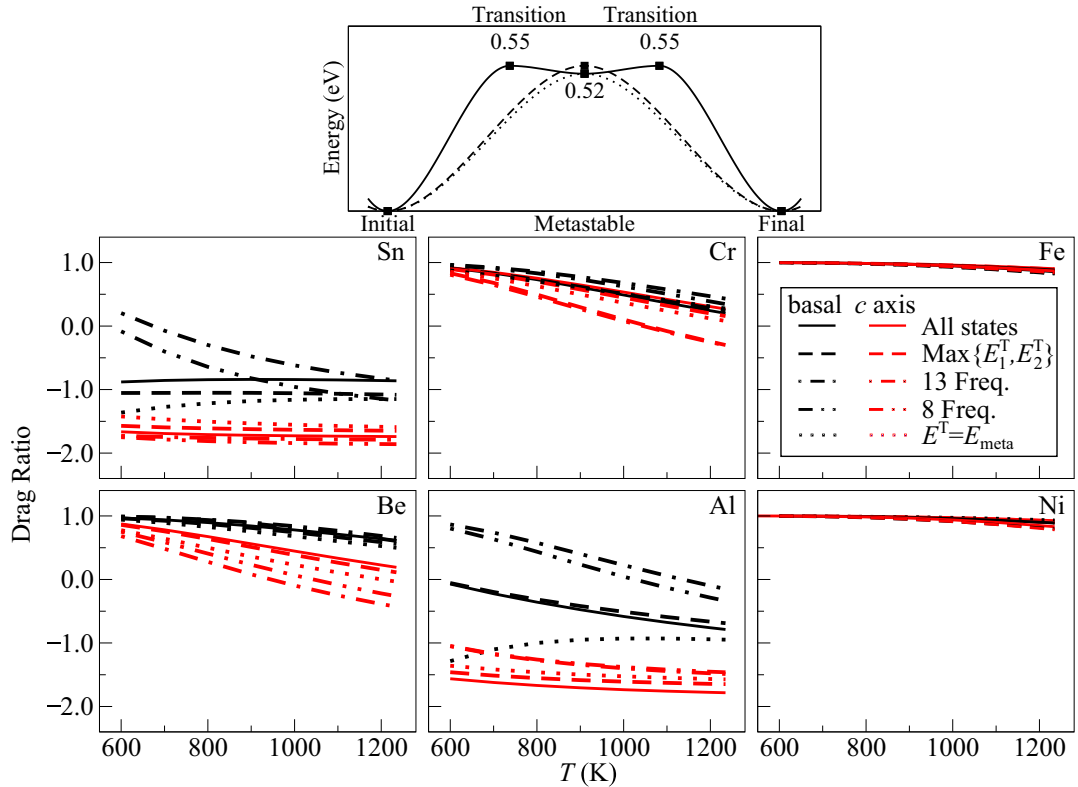 Transition Transition
0.55 0.55
0.52
Energy (eV)
Initial Metastable Final
Sn Cr Fe
1.0
0.0
−1.0
−2.0
basal c axis
All states
Max{E₁ᵀ,E₂ᵀ}
13 Freq.
8 Freq.
Eᵀ=E_meta
Drag Ratio
Be Al Ni
1.0
0.0
−1.0
−2.0
600 800 1000 1200 600 800 1000 1200 600 800 1000 1200
T (K)